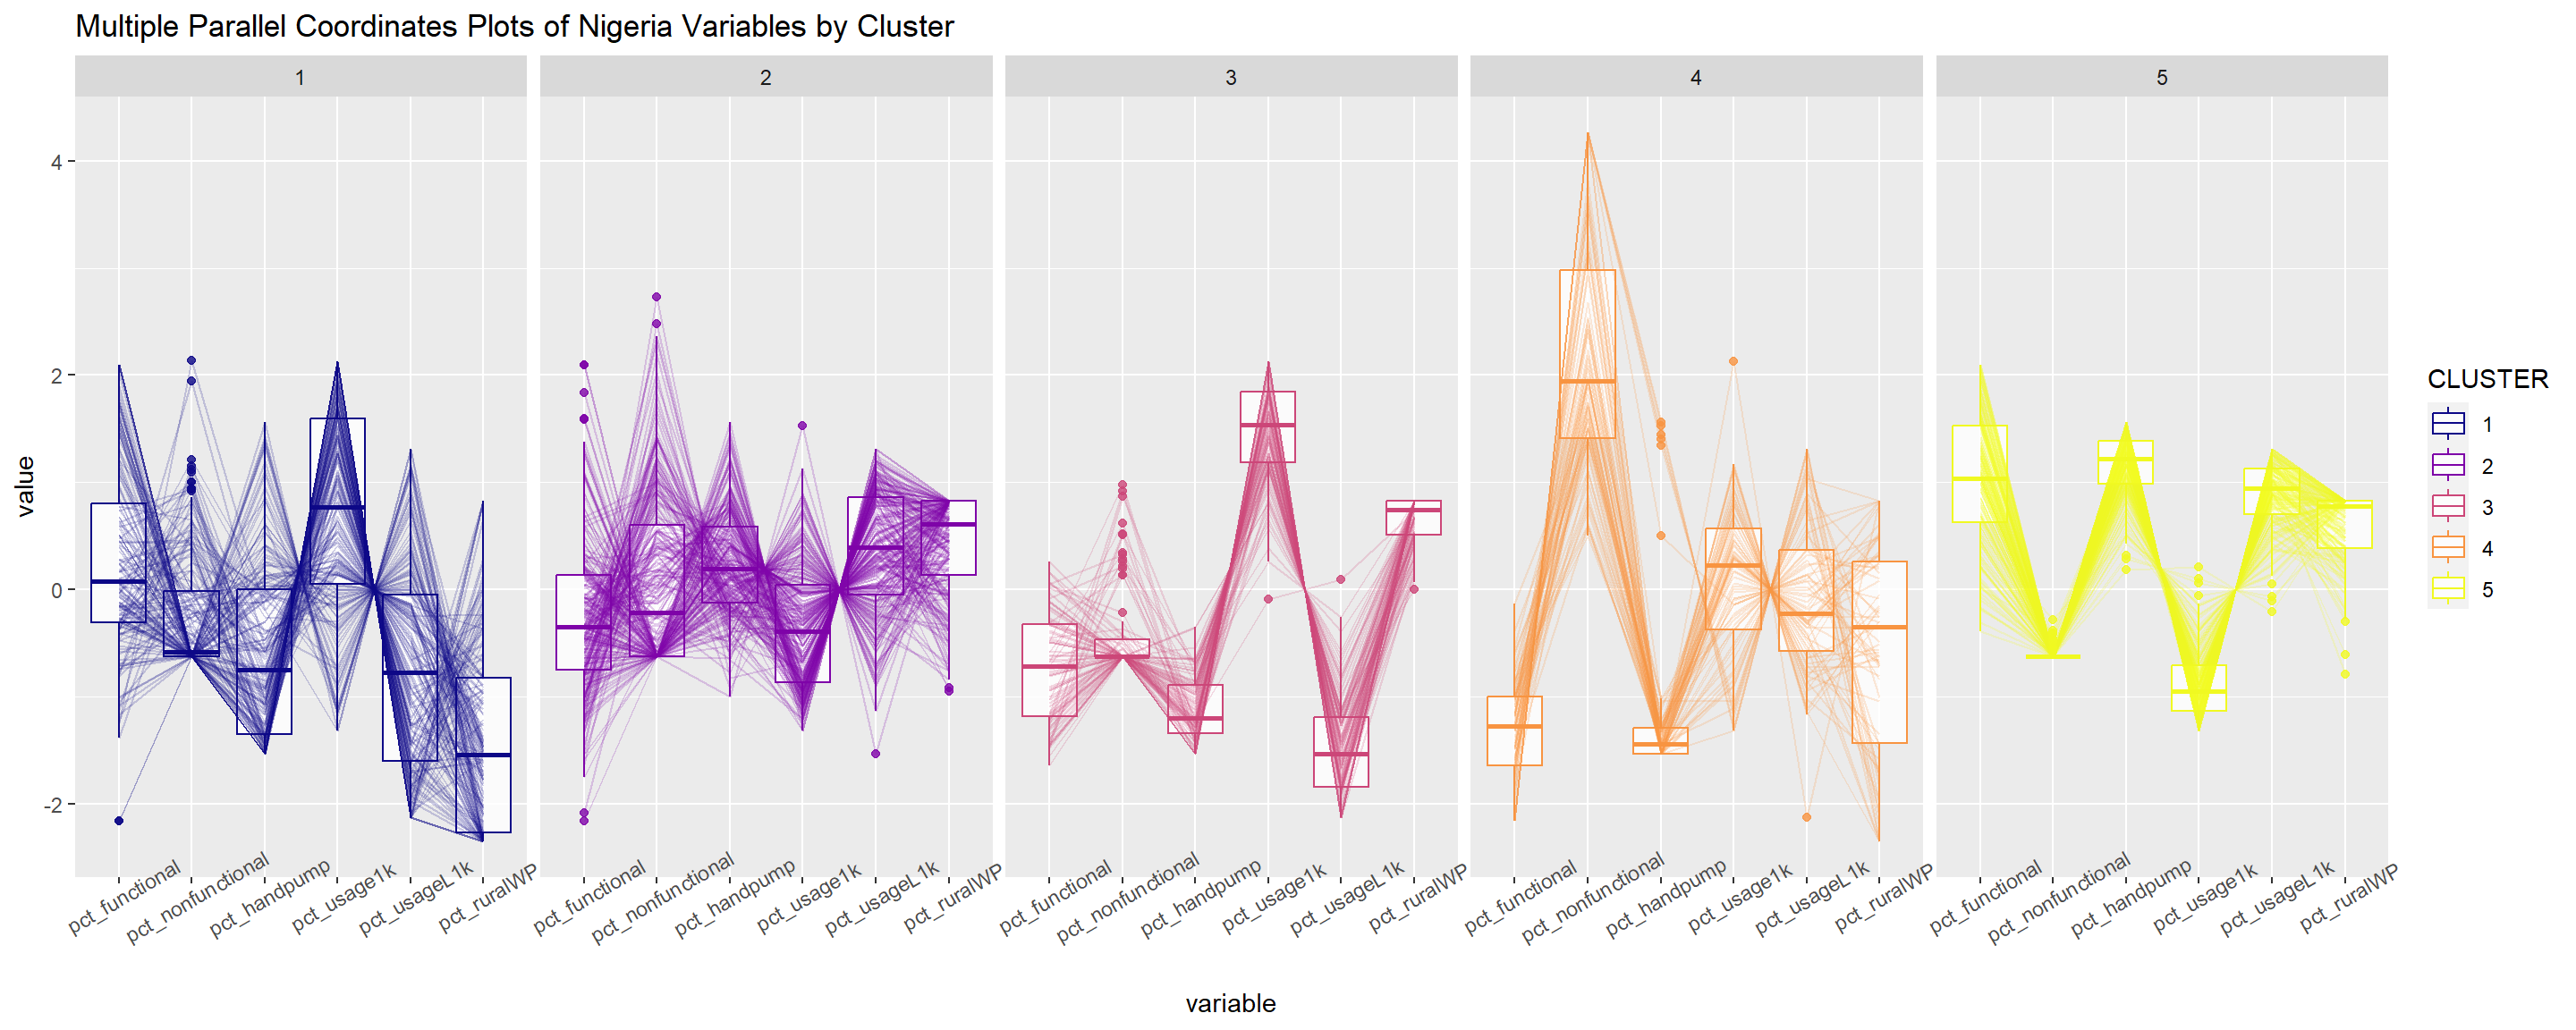 Multiple Parallel Coordinates Plots of Nigeria Variables by Cluster
1 2 3 4 5
value
4
2
0
-2
pct_functional pct_nonfunctional pct_handpump pct_usage1k pct_usageL1k pct_ruralWP
pct_functional pct_nonfunctional pct_handpump pct_usage1k pct_usageL1k pct_ruralWP
pct_functional pct_nonfunctional pct_handpump pct_usage1k pct_usageL1k pct_ruralWP
pct_functional pct_nonfunctional pct_handpump pct_usage1k pct_usageL1k pct_ruralWP
pct_functional pct_nonfunctional pct_handpump pct_usage1k pct_usageL1k pct_ruralWP
variable
CLUSTER
1
2
3
4
5